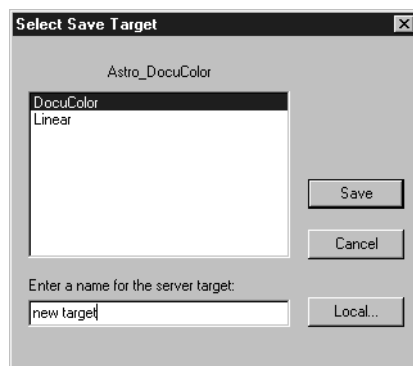 Select Save Target
Astro_DocuColor
DocuColor
Linear
Save
Cancel
Enter a name for the server target:
new target
Local...